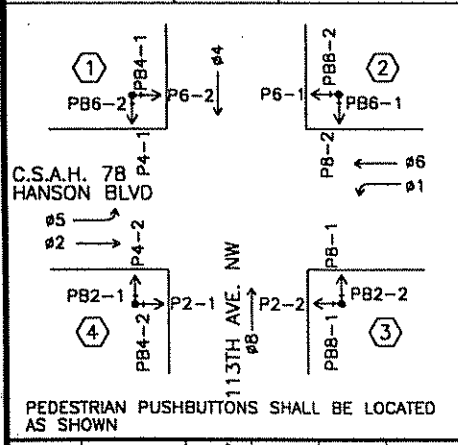 1
PB4-1
ø4
PB8-2
2
PB6-2
P6-2
P6-1
PB6-1
P4-1
P8-2
C.S.A.H. 78
HANSON BLVD
ø6
ø1
ø5
ø2
P4-2
P8-1
PB2-1
P2-1
113TH AVE. NW
ø8
P2-2
PB2-2
4
PB4-2
PB8-1
3
PEDESTRIAN PUSHBUTTONS SHALL BE LOCATED
AS SHOWN